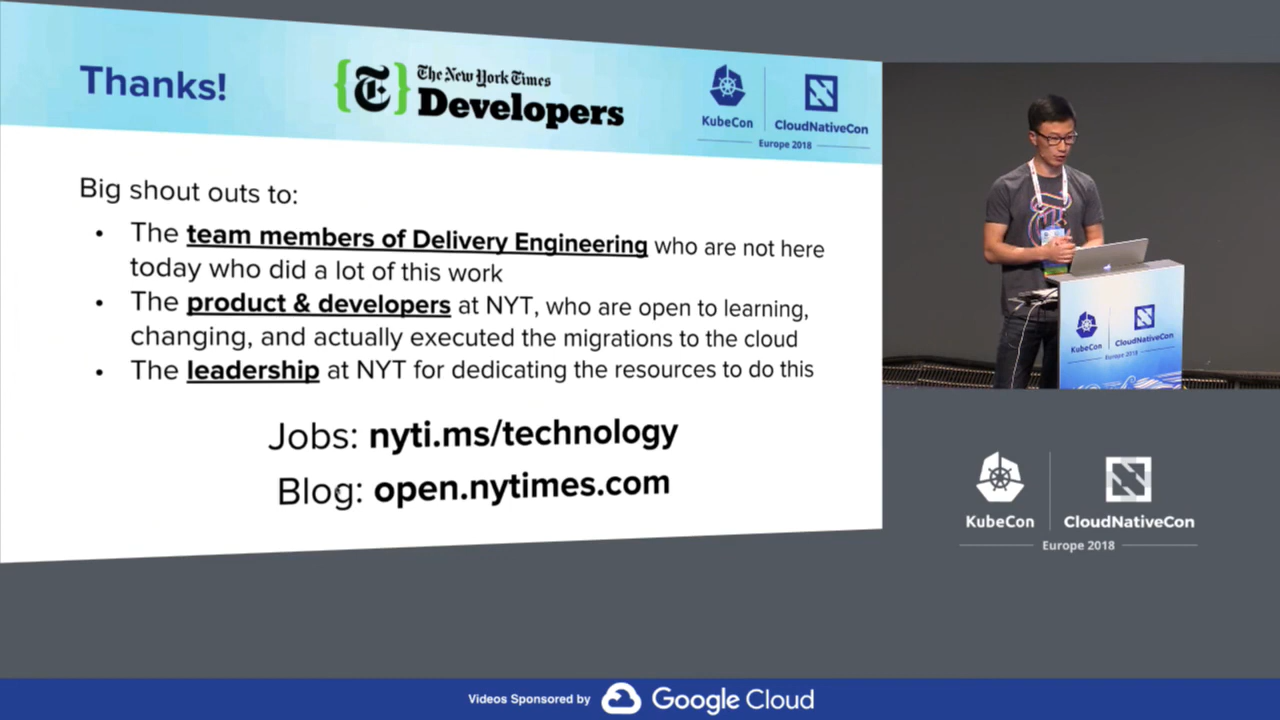 Thanks!
The New York Times
Developers
KubeCon
CloudNativeCon
Europe 2018
Big shout outs to:
• The team members of Delivery Engineering who are not here
today who did a lot of this work
• The product & developers at NYT, who are open to learning,
changing, and actually executed the migrations to the cloud
• The leadership at NYT for dedicating the resources to do this
Jobs: nyti.ms/technology
Blog: open.nytimes.com
KubeCon
CloudNativeCon
Europe 2018
KubeCon
CloudNativeCon
Europe 2018
Videos Sponsored by Google Cloud